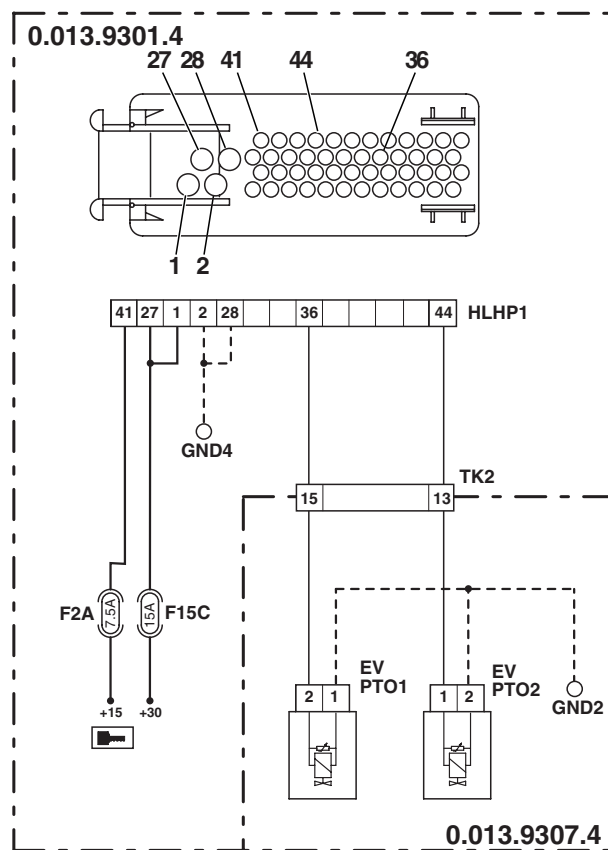 0.013.9301.4
27 28 41 44 36
1 2
41 27 1 2 28 36 44 HLHP1
GND4
TK2
15 13
F2A 7.5A 15A F15C
+15 +30
EV
PTO1
EV
PTO2
2 1 1 2
GND2
0.013.9307.4